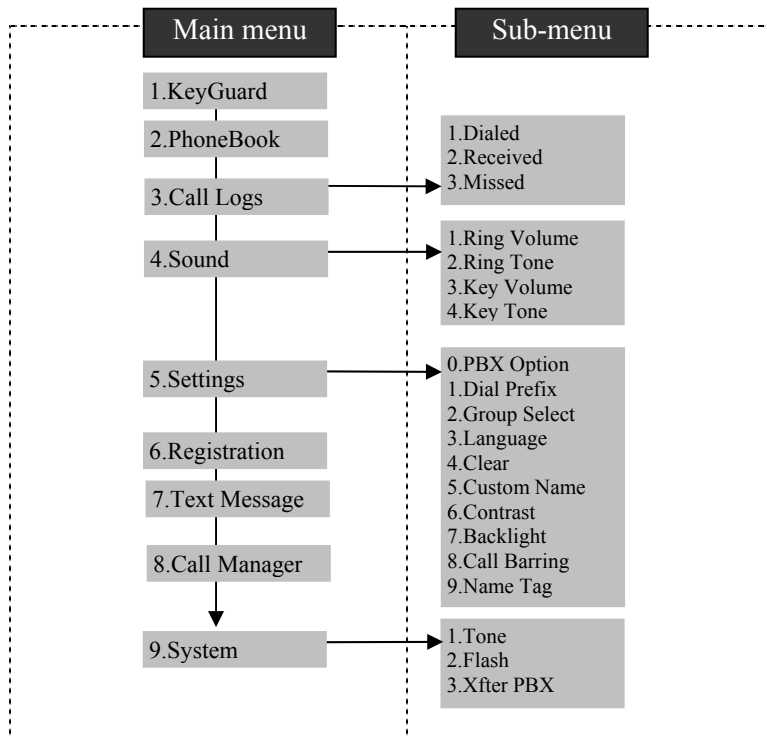 Main menu
Sub-menu
1.KeyGuard
2.PhoneBook
3.Call Logs
1.Dialed
2.Received
3.Missed
4.Sound
1.Ring Volume
2.Ring Tone
3.Key Volume
4.Key Tone
5.Settings
0.PBX Option
1.Dial Prefix
2.Group Select
3.Language
4.Clear
5.Custom Name
6.Contrast
7.Backlight
8.Call Barring
9.Name Tag
6.Registration
7.Text Message
8.Call Manager
9.System
1.Tone
2.Flash
3.Xfter PBX